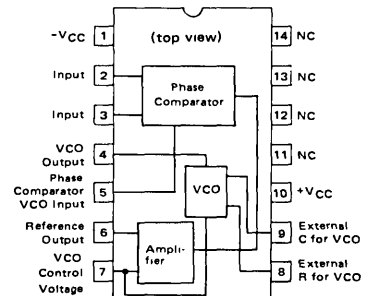 -VCC 1 (top view) 14 NC
Input 2 13 NC
Phase
Comparator
Input 3 12 NC
VCO
Output 4 11 NC
Phase
Comparator
VCO Input 5 VCO 10 +VCC
Reference
Output 6 9 External
C for VCO
Ampli-
fier
VCO
Control
Voltage 7 8 External
R for VCO